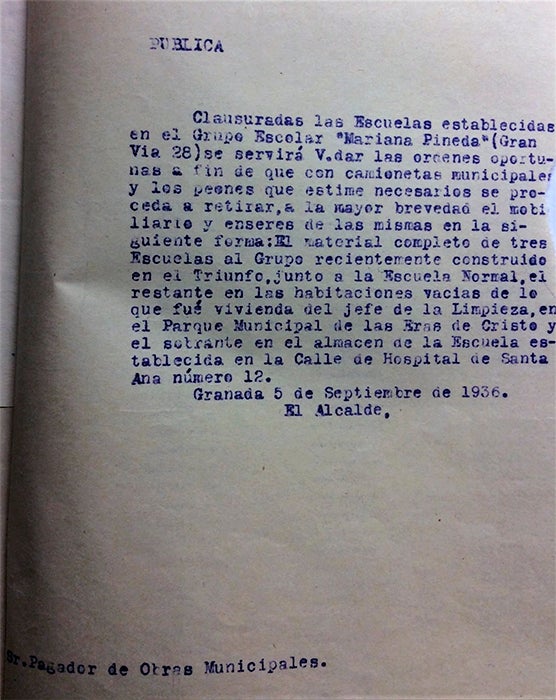 PUBLICA
Clausuradas las Escuelas establecidas
en el Grupo Escolar "Mariana Pineda"(Gran
Via 28)se servirá V.dar las ordenes oportu-
nas a fin de que con camionetas municipales
y los peones que estime necesarios se pro-
ceda a retirar,a la mayor brevedad el mobi
liario y enseres de las mismas en la si-
guiente forma:El material completo de tres
Escuelas al Grupo recientemente construido
en el Triunfo,junto a la Escuela Normal,el
restante en las habitaciones vacias de lo
que fué vivienda del jefe de la Limpieza,en
el Parque Municipal de las Eras de Cristo y
el sobrante en el almacen de la Escuela es-
tablecida en la Calle de Hospital de Santa
Ana número 12.
Granada 5 de Septiembre de 1936.
El Alcalde,
Sr.Pagador de Obras Municipales.